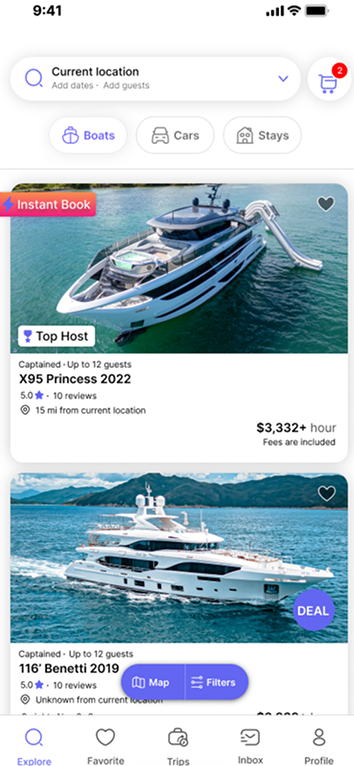 9:41
Current location
Add dates · Add guests
2
Boats
Cars
Stays
Instant Book
Top Host
Captained · Up to 12 guests
X95 Princess 2022
5.0 · 10 reviews
15 mi from current location
$3,332+ hour
Fees are included
DEAL
Captained · Up to 12 guests
116’ Benetti 2019
5.0 · 10 reviews
Map
Filters
Unknown from current location
Explore
Favorite
Trips
Inbox
Profile